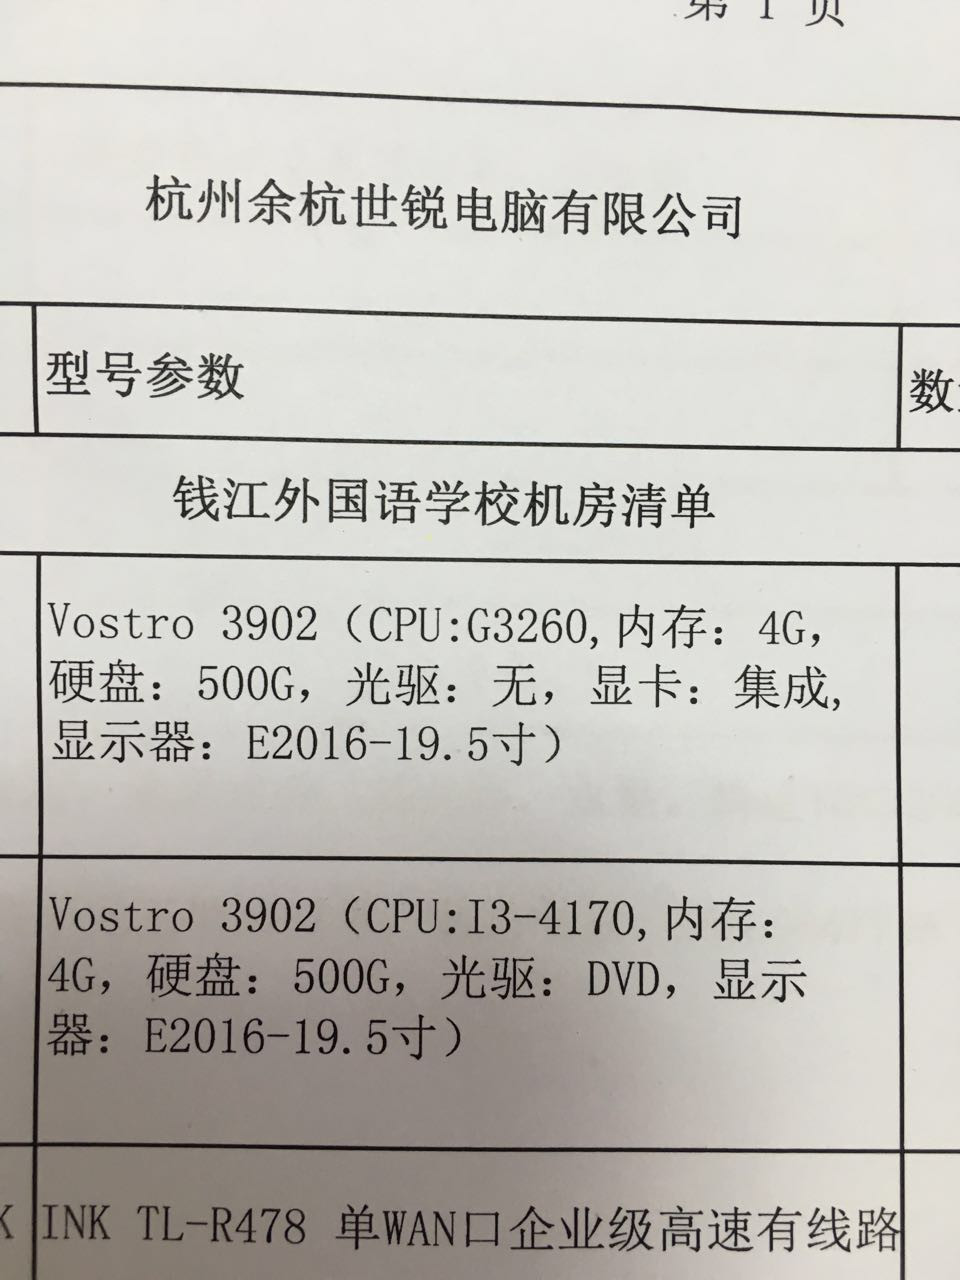 第 1 页
杭州余杭世锐电脑有限公司
型号参数
数
钱江外国语学校机房清单
Vostro 3902（CPU:G3260,内存：4G，
硬盘：500G，光驱：无，显卡：集成,
显示器：E2016-19.5寸）
Vostro 3902（CPU:I3-4170,内存：
4G，硬盘：500G，光驱：DVD，显示
器：E2016-19.5寸）
K INK TL-R478 单WAN口企业级高速有线路